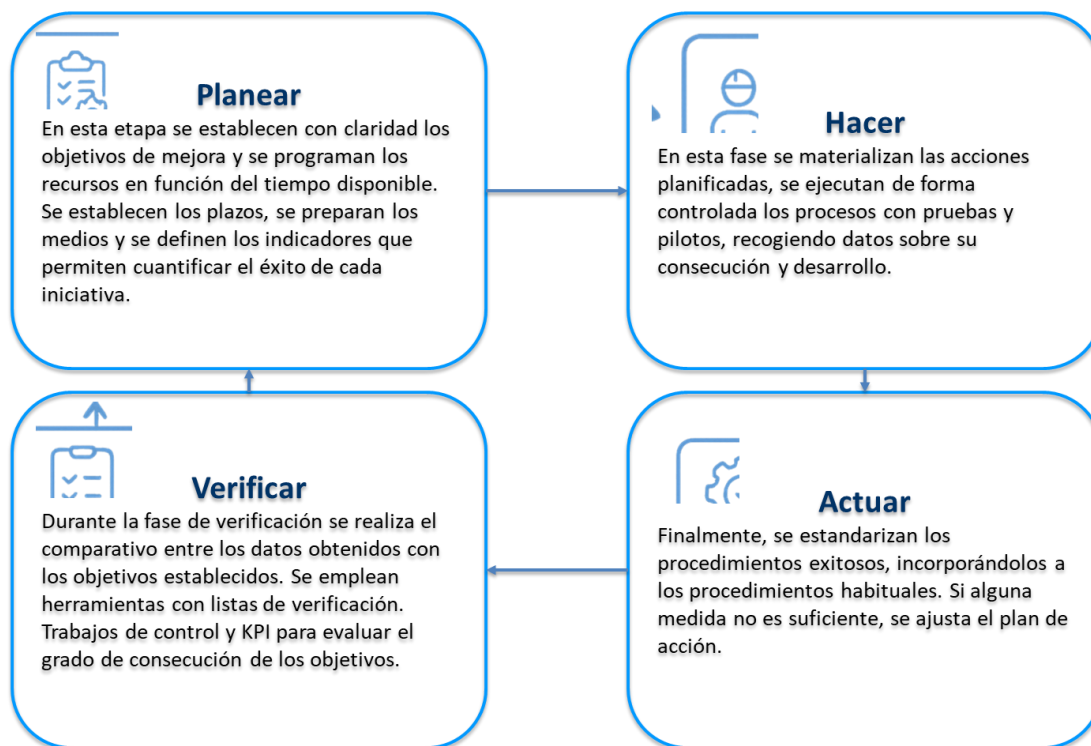 Planear
En esta etapa se establecen con claridad los
objetivos de mejora y se programan los
recursos en función del tiempo disponible.
Se establecen los plazos, se preparan los
medios y se definen los indicadores que
permiten cuantificar el éxito de cada
iniciativa.
Hacer
En esta fase se materializan las acciones
planificadas, se ejecutan de forma
controlada los procesos con pruebas y
pilotos, recogiendo datos sobre su
consecución y desarrollo.
Verificar
Durante la fase de verificación se realiza el
comparativo entre los datos obtenidos con
los objetivos establecidos. Se emplean
herramientas con listas de verificación.
Trabajos de control y KPI para evaluar el
grado de consecución de los objetivos.
Actuar
Finalmente, se estandarizan los
procedimientos exitosos, incorporándolos a
los procedimientos habituales. Si alguna
medida no es suficiente, se ajusta el plan de
acción.